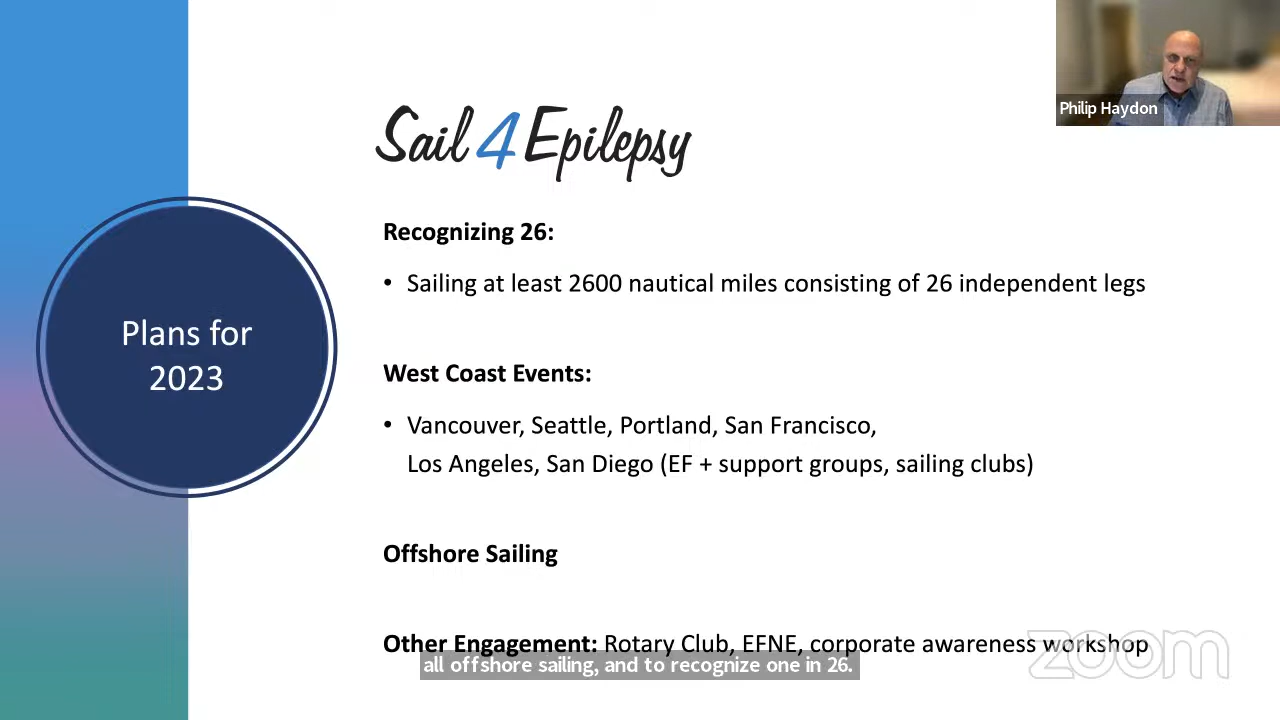 Philip Haydon
Sail 4 Epilepsy
Plans for
2023
Recognizing 26:
• Sailing at least 2600 nautical miles consisting of 26 independent legs
West Coast Events:
• Vancouver, Seattle, Portland, San Francisco,
Los Angeles, San Diego (EF + support groups, sailing clubs)
Offshore Sailing
Other Engagement: Rotary Club, EFNE, corporate awareness workshop
all offshore sailing, and to recognize one in 26.
zoom